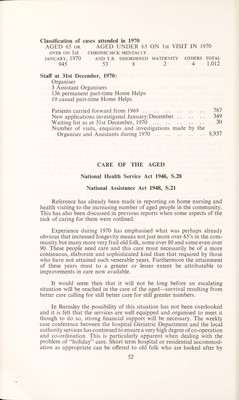 Classification of cases attended in 1970
AGED 65 OR AGED UNDER 65 ON 1st VISIT IN 1970
OVER ON 1st CHRONIC SICK MENTALLY
JANUARY, 1970 AND T.B. DISORDERED MATERNITY OTHERS TOTAL
945 53 8 2 4 1,012
Staff at 31st December, 1970:
Organiser
3 Assistant Organisers
136 permanent part-time Home Helps
19 casual part-time Home Helps
Patients carried forward from 1969 .. .. .. .. .. 787
New applications investigated January/December .. .. .. 349
Waiting list as at 31st December, 1970 .. .. .. .. 30
Number of visits, enquiries and investigations made by the
Organiser and Assistants during 1970 .. .. .. .. 8,937
CARE OF THE AGED
National Health Service Act 1946, S.28
National Assistance Act 1948, S.21
Reference has already been made in reporting on home nursing and
health visiting to the increasing number of aged people in the community.
This has also been discussed in previous reports when some aspects of the
task of caring for them were outlined.
Experience during 1970 has emphasised what was perhaps already
obvious that increased longevity means not just more over 65's in the com-
munity but many more very frail old folk, some over 80 and some even over
90. These people need care and this care must necessarily be of a more
continuous, elaborate and sophisticated kind than that required by those
who have not attained such venerable years. Furthermore the attainment
of these years must to a greater or lesser extent be attributable to
improvements in care now available.
It would seem then that it will not be long before an escalating
situation will be reached in the care of the aged—survival resulting from
better care calling for still better care for still greater numbers.
In Barnsley the possibility of this situation has not been overlooked
and it is felt that the services are well equipped and organised to meet it
though to do so, strong financial support will be necessary. The weekly
case conference between the hospital Geriatric Department and the local
authority services has continued to ensure a very high degree of co-operation
and co-ordination. This is particularly apparent when dealing with the
problem of "holiday" care. Short term hospital or residential accommod-
ation as appropriate can be offered to old folk who are looked after by
52